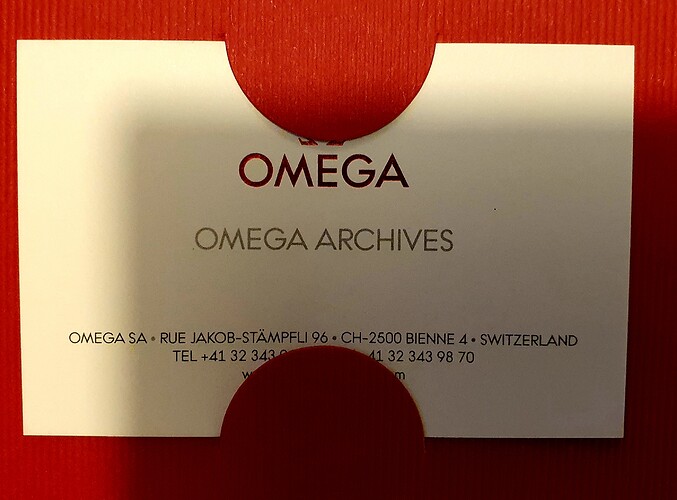 OMEGA
OMEGA ARCHIVES
OMEGA SA • RUE JAKOB-STÄMPFLI 96 • CH-2500 BIENNE 4 • SWITZERLAND
TEL +41 32 343 41 32 343 98 70